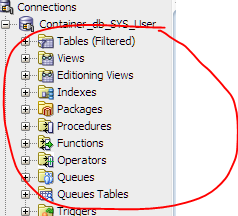 Connections
Container_db_SYS_User
Tables (Filtered)
Views
Editioning Views
Indexes
Packages
Procedures
Functions
Operators
Queues
Queues Tables
Triggers